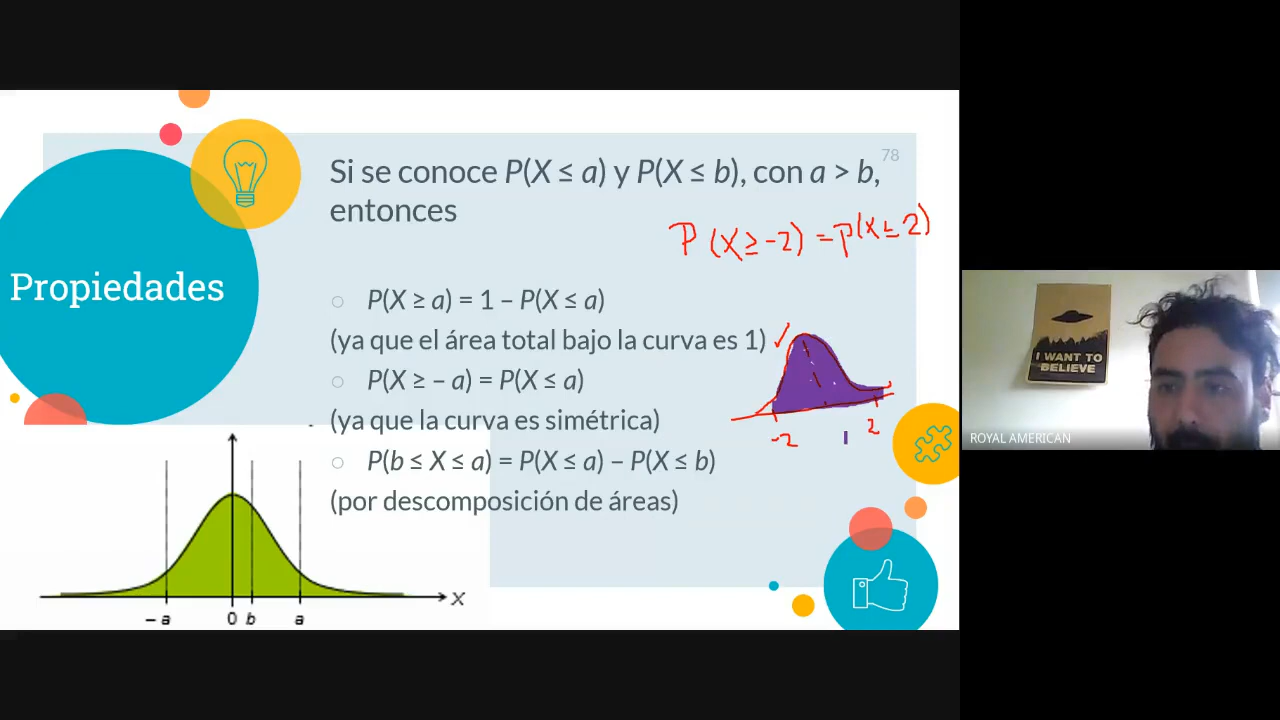 78
Si se conoce P(X ≤ a) y P(X ≤ b), con a > b,
entonces
P(X ≥ -2) = P(X ≤ 2)
Propiedades
P(X ≥ a) = 1 – P(X ≤ a)
(ya que el área total bajo la curva es 1)
P(X ≥ – a) = P(X ≤ a)
(ya que la curva es simétrica)
P(b ≤ X ≤ a) = P(X ≤ a) – P(X ≤ b)
(por descomposición de áreas)
-2 2
x
– a 0 b a
I WANT TO
BELIEVE
ROYAL AMERICAN